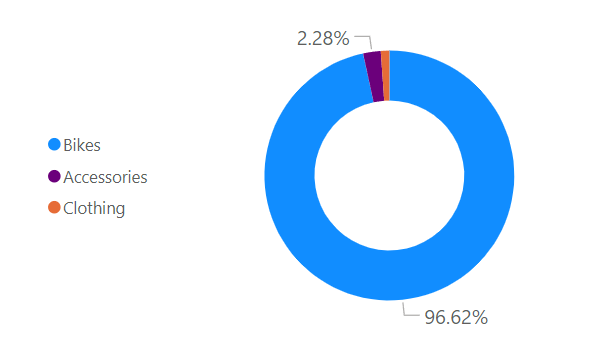 2.28%
Bikes
Accessories
Clothing
96.62%